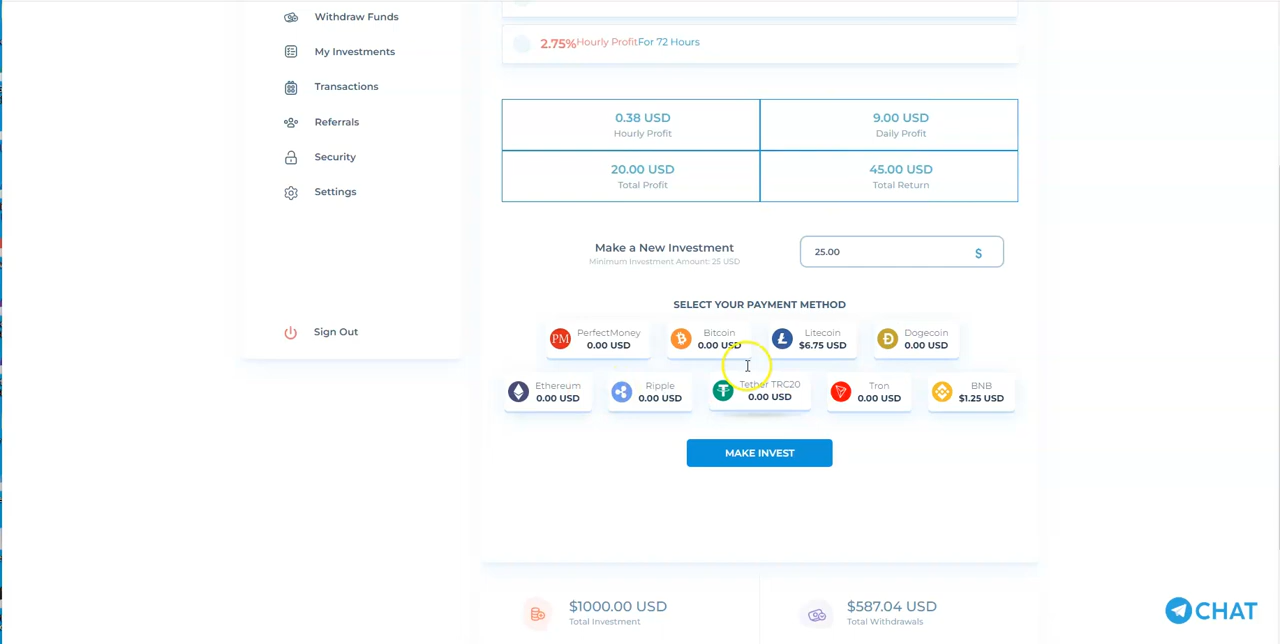 Withdraw Funds
My Investments
Transactions
Referrals
Security
Settings
Sign Out
2.75%Hourly ProfitFor 72 Hours
0.38 USD
Hourly Profit
9.00 USD
Daily Profit
20.00 USD
Total Profit
45.00 USD
Total Return
Make a New Investment
Minimum Investment Amount: 25 USD
25.00 $
SELECT YOUR PAYMENT METHOD
PM PerfectMoney
0.00 USD
Bitcoin
0.00 USD
Litecoin
$6.75 USD
Dogecoin
0.00 USD
Ethereum
0.00 USD
Ripple
0.00 USD
Tether TRC20
0.00 USD
Tron
0.00 USD
BNB
$1.25 USD
MAKE INVEST
$1000.00 USD
Total Investment
$587.04 USD
Total Withdrawals
CHAT